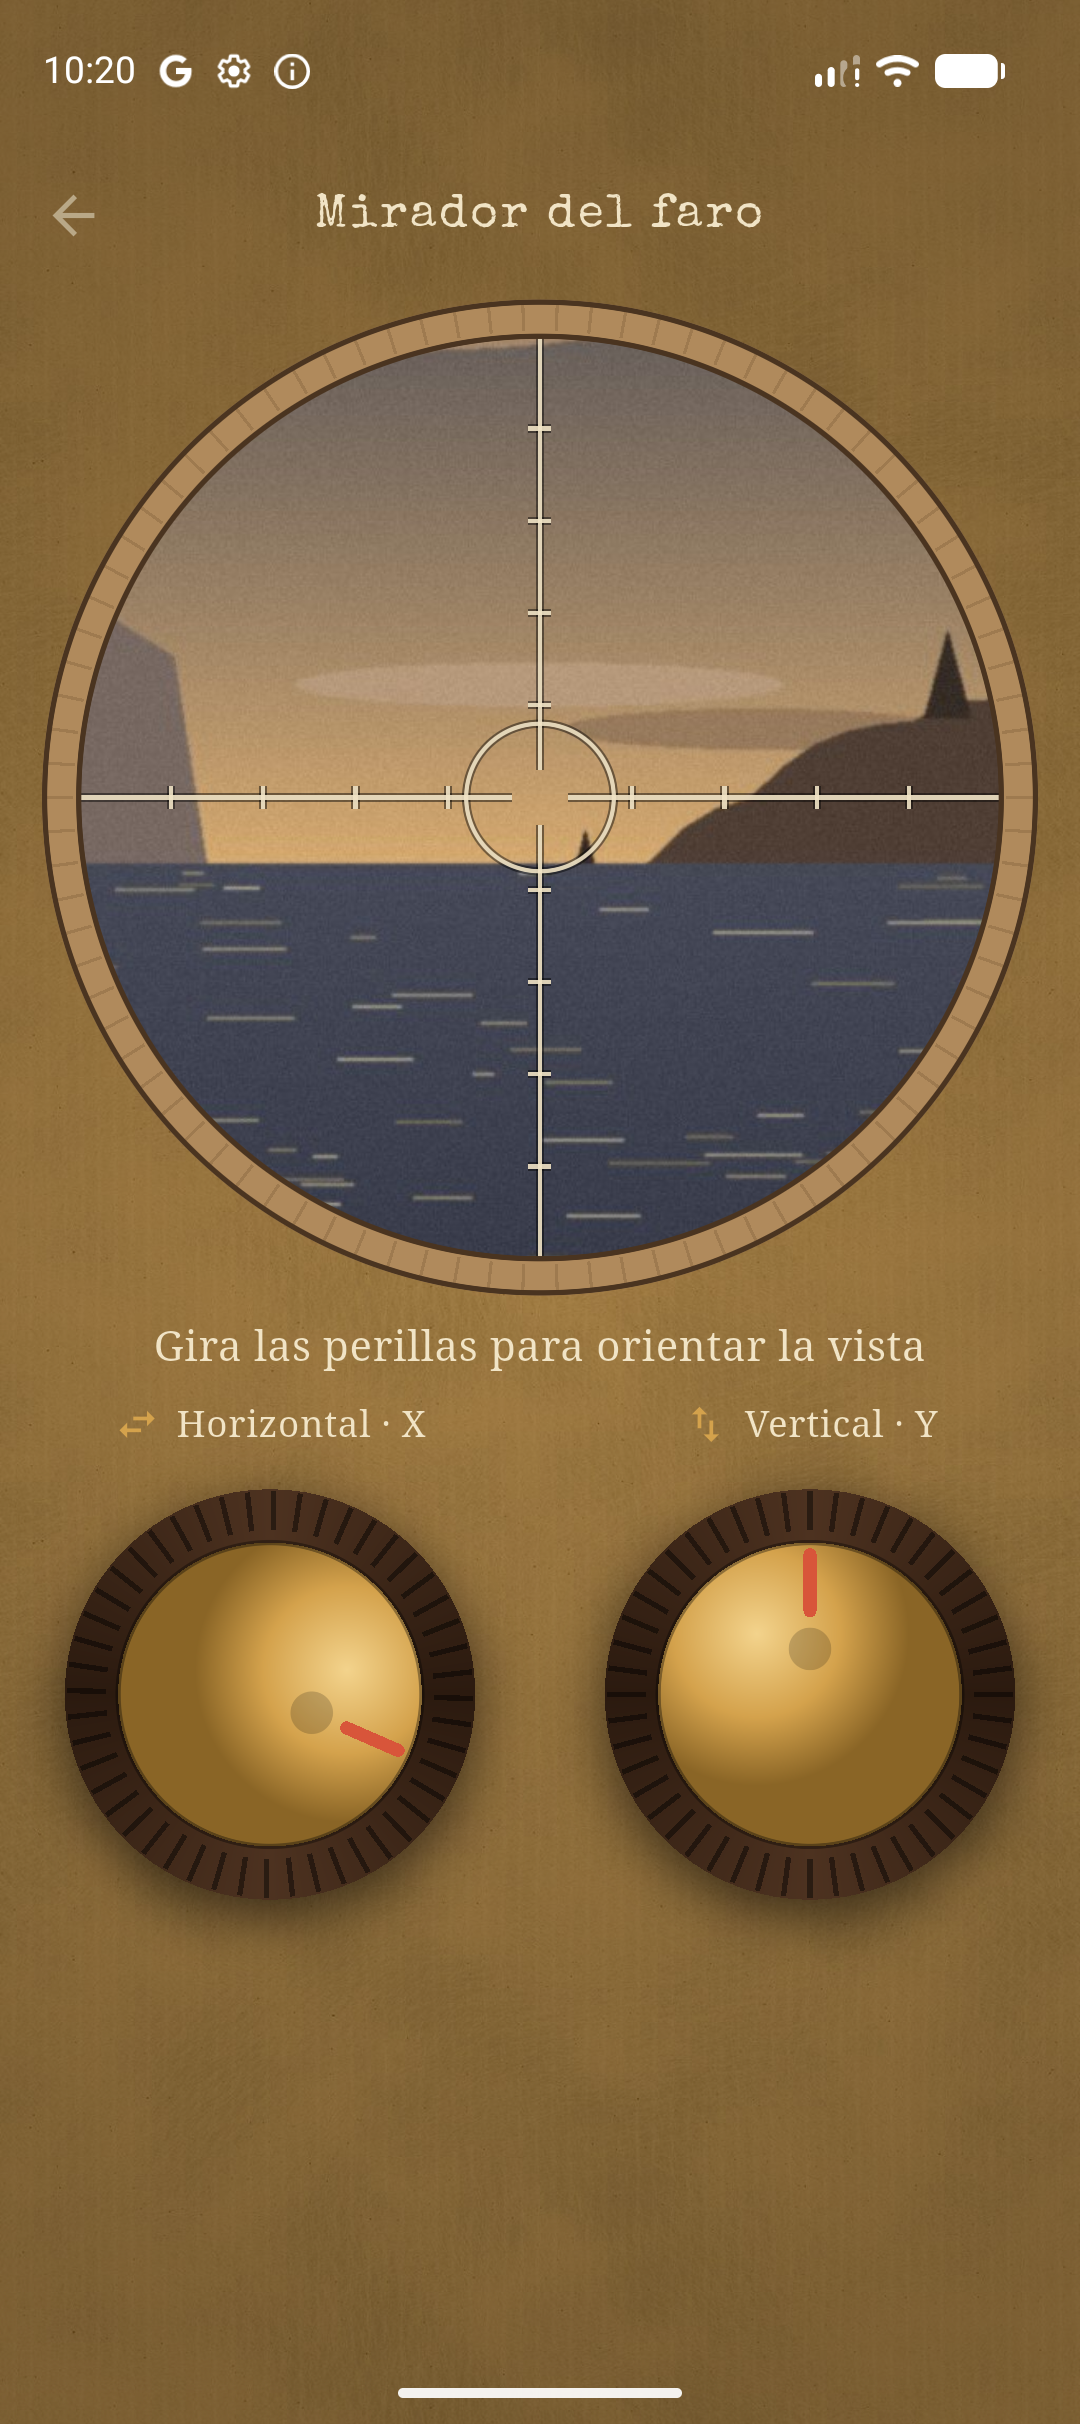 10:20
Mirador del faro
Gira las perillas para orientar la vista
Horizontal · X
Vertical · Y